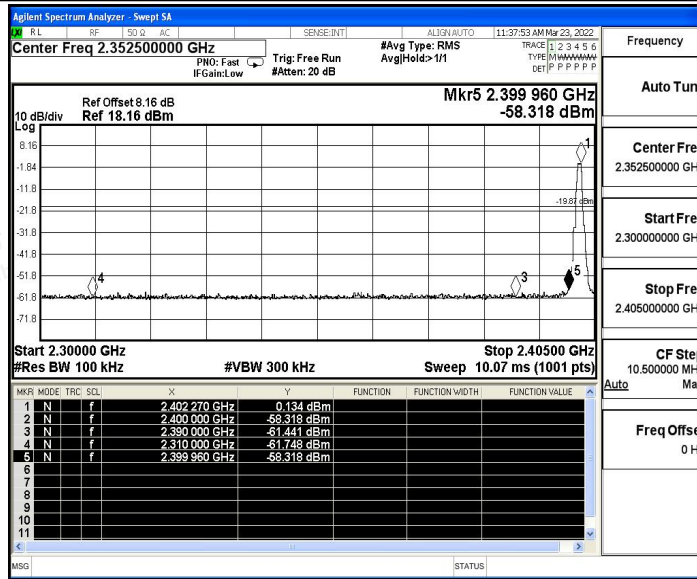 Agilent Spectrum Analyzer - Swept SA
RL RF 50 Ω AC SENSE:INT ALIGN AUTO 11:37:53 AM Mar 23, 2022
Center Freq 2.352500000 GHz
PNO: Fast
IFGain:Low
Trig: Free Run
#Atten: 20 dB
#Avg Type: RMS
Avg|Hold:>1/1
TRACE 1 2 3 4 5 6
TYPE M
DET P P P P P P
Ref Offset 8.16 dB
10 dB/div Ref 18.16 dBm
Log
Mkr5 2.399 960 GHz
-58.318 dBm
8.16
-1.84
-11.8
-21.8
-31.8
-41.8
-51.8
-61.8
-71.8
1
-19.87 dBm
4
3
5
Start 2.30000 GHz Stop 2.40500 GHz
#Res BW 100 kHz #VBW 300 kHz Sweep 10.07 ms (1001 pts)
MKR MODE TRC SCL X Y FUNCTION FUNCTION WIDTH FUNCTION VALUE
1 N f 2.402 270 GHz 0.134 dBm
2 N f 2.400 000 GHz -58.318 dBm
3 N f 2.390 000 GHz -61.441 dBm
4 N f 2.310 000 GHz -61.748 dBm
5 N f 2.399 960 GHz -58.318 dBm
6
7
8
9
10
11
MSG STATUS
Frequency
Auto Tun
Center Fre
2.352500000 GH
Start Fre
2.300000000 GH
Stop Fre
2.405000000 GH
CF Ste
10.500000 MH
Auto Ma
Freq Offse
0 H